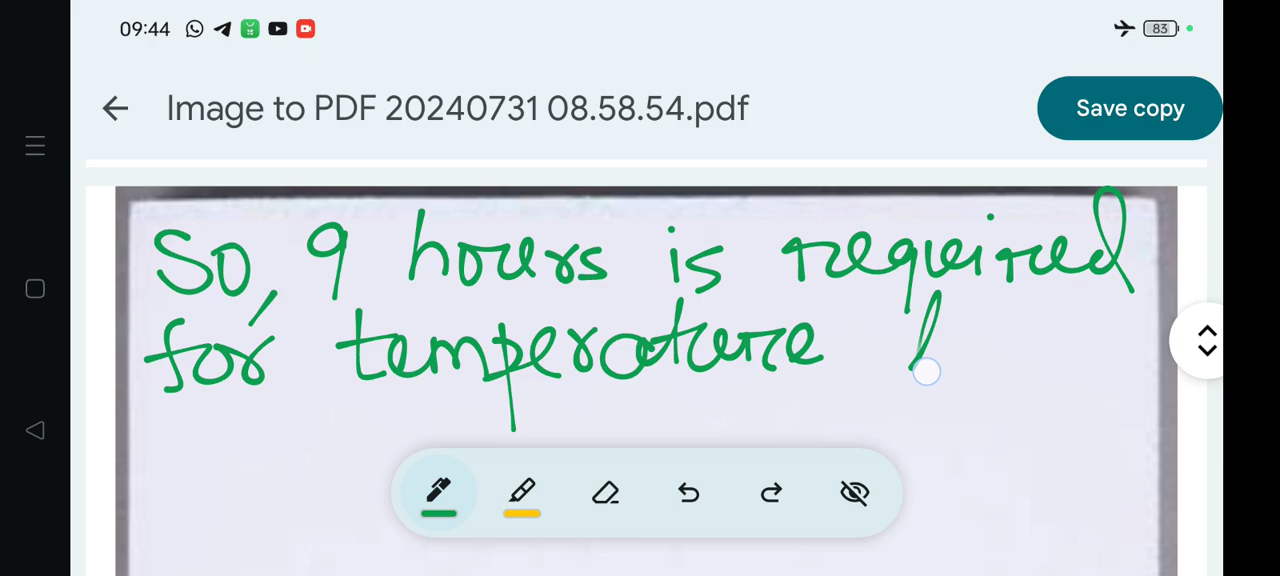 09:44
83
Image to PDF 20240731 08.58.54.pdf
Save copy
So, 9 hours is required
for temperature